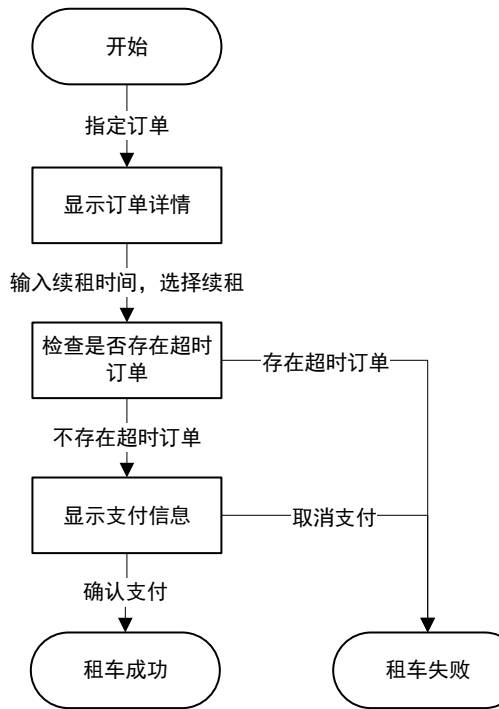 开始
指定订单
显示订单详情
输入续租时间，选择续租
检查是否存在超时
订单
存在超时订单
不存在超时订单
显示支付信息
取消支付
确认支付
租车成功
租车失败